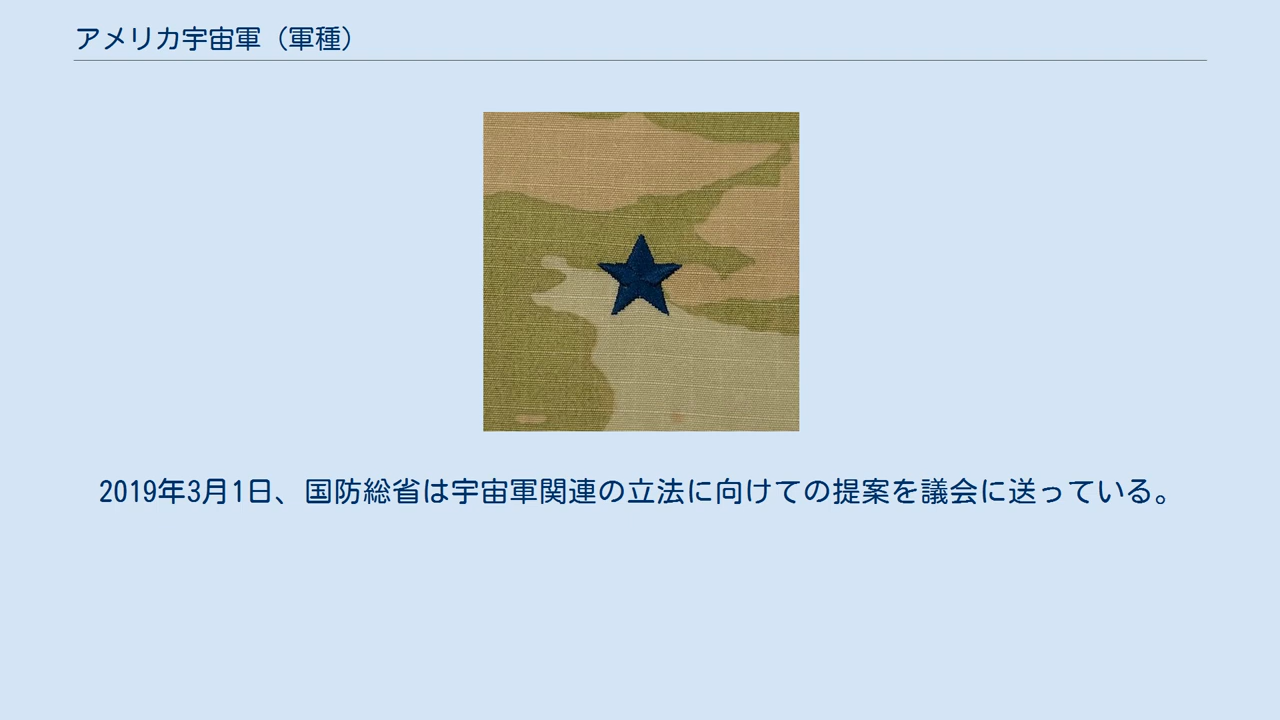 アメリカ宇宙軍（軍種）
2019年3月1日、国防総省は宇宙軍関連の立法に向けての提案を議会に送っている。